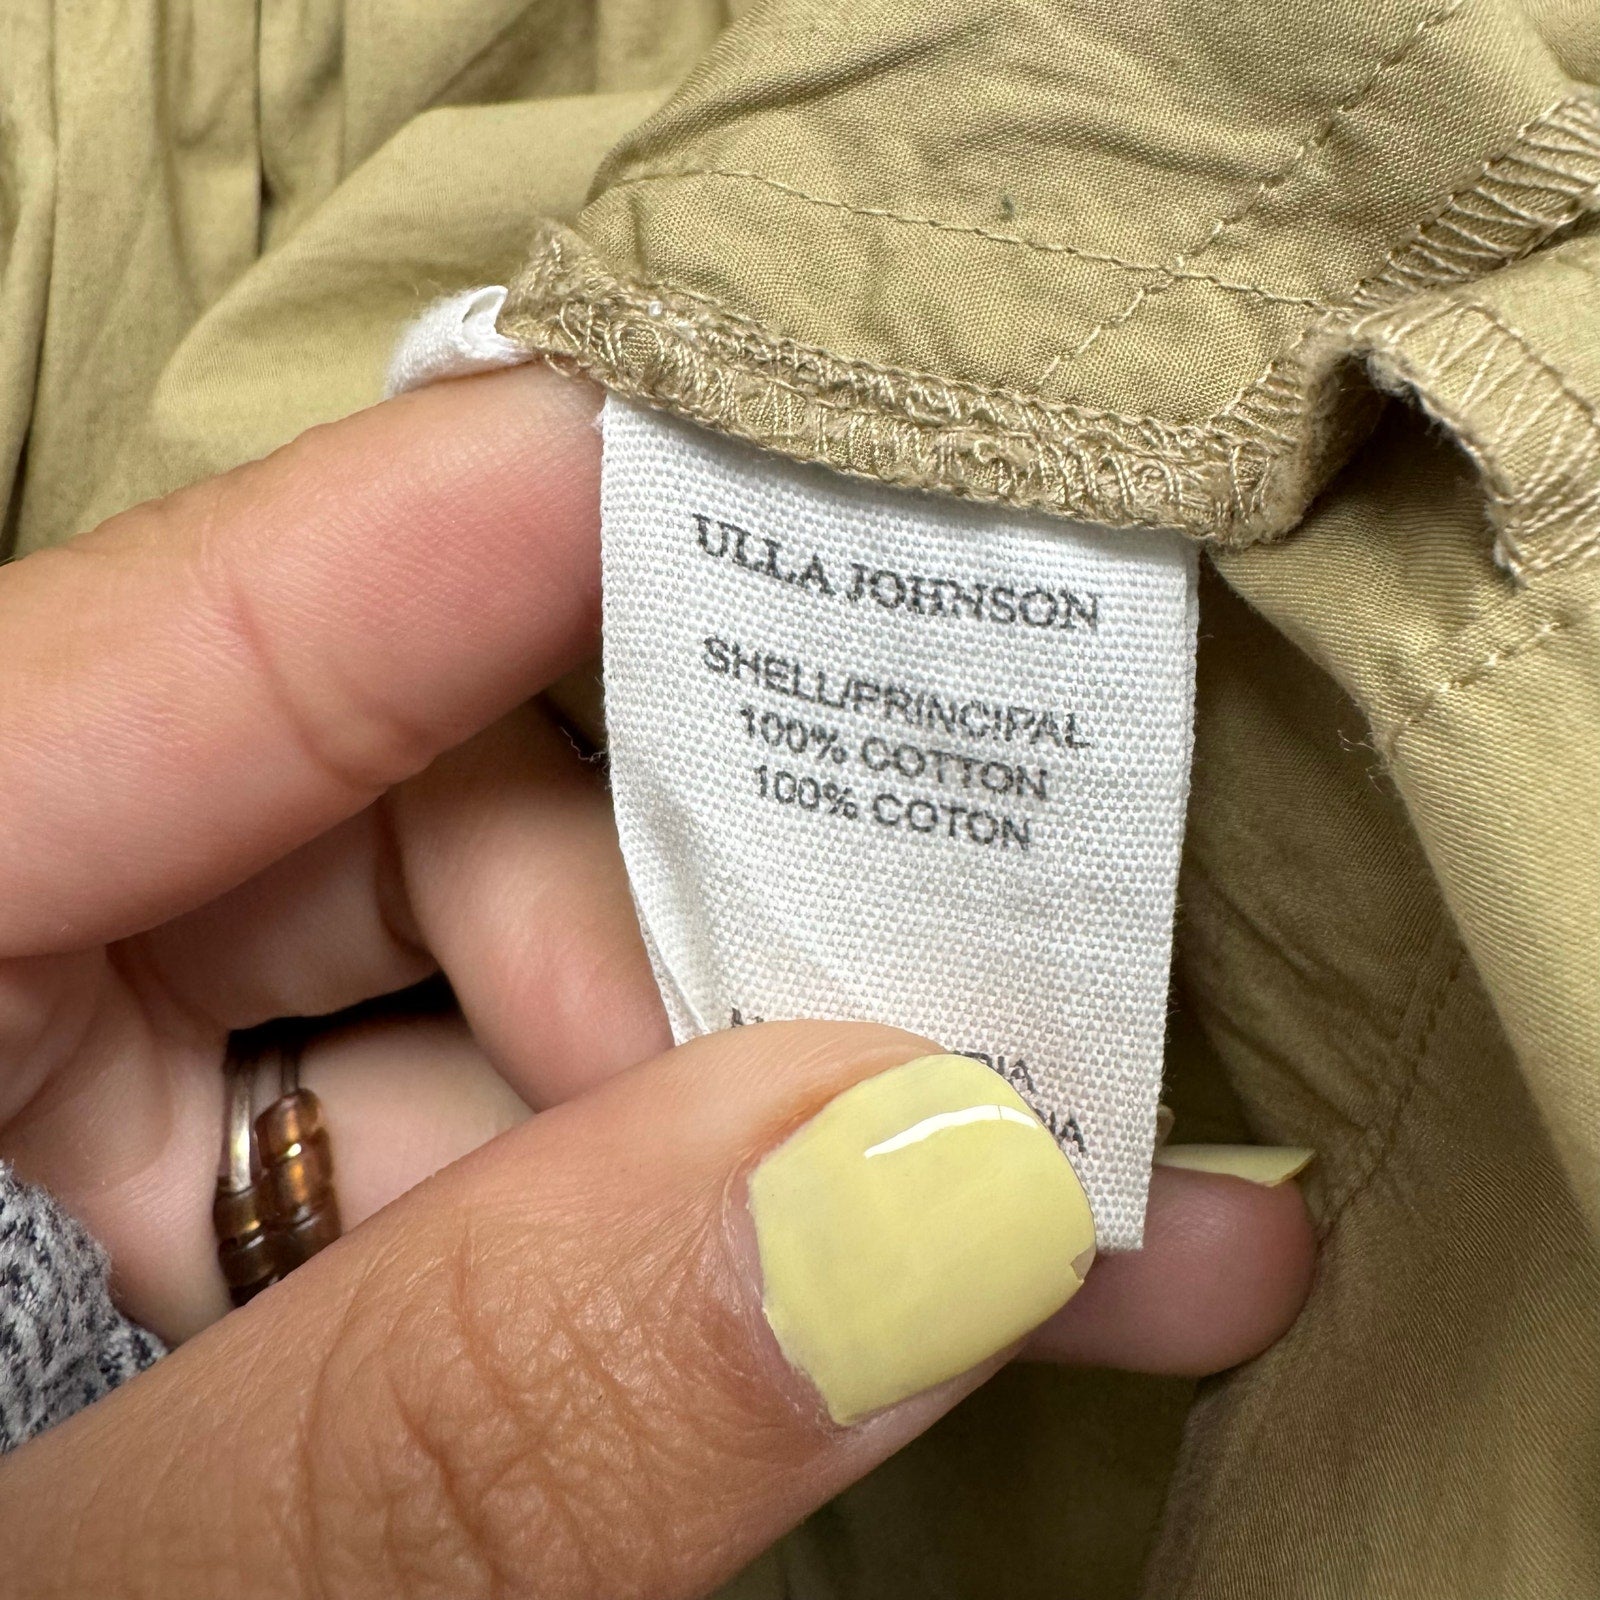 ULLA JOHNSON
SHELL/PRINCIPAL
100% COTTON
100% COTON